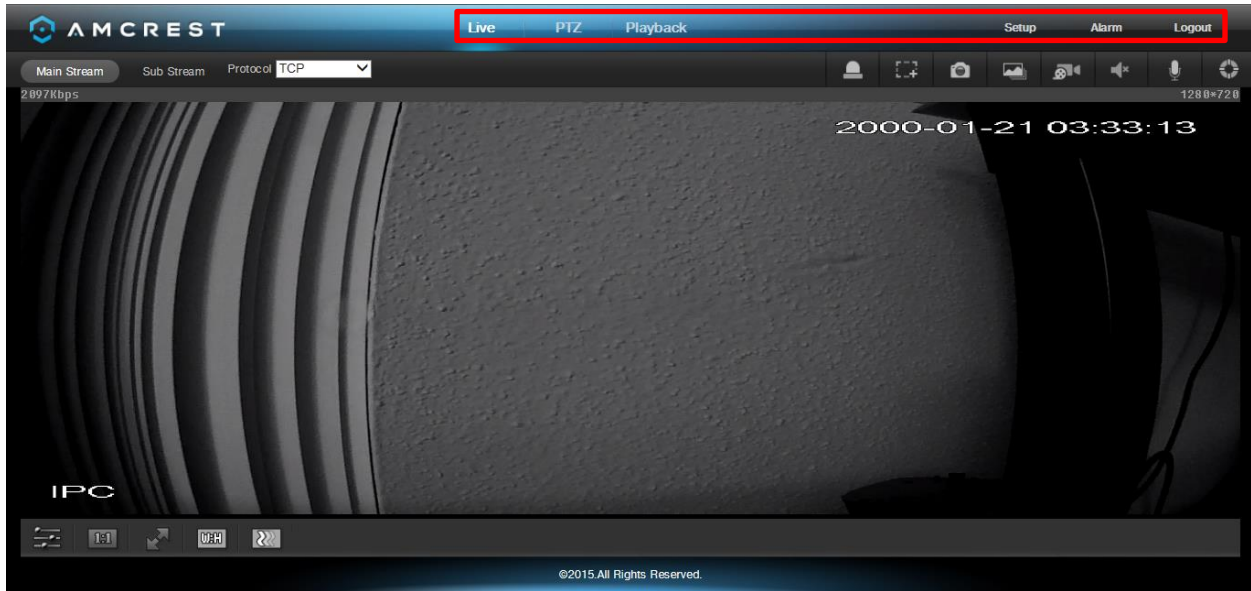 AMCREST Live PTZ Playback Setup Alarm Logout
Main Stream Sub Stream Protocol TCP
2097Kbps 1280*720
2000-01-21 03:33:13
IPC
1:1 W:H
©2015.All Rights Reserved.